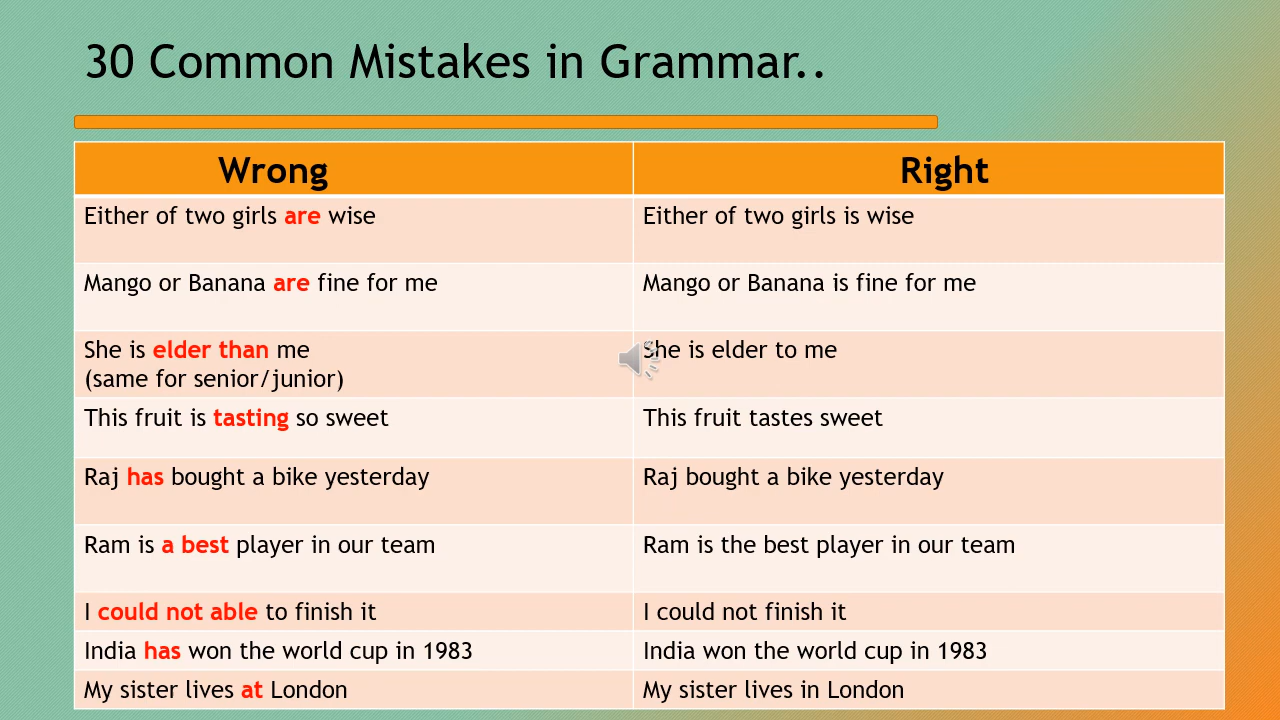 30 Common Mistakes in Grammar..
Wrong
Right
Either of two girls are wise
Either of two girls is wise
Mango or Banana are fine for me
Mango or Banana is fine for me
She is elder than me
(same for senior/junior)
She is elder to me
This fruit is tasting so sweet
This fruit tastes sweet
Raj has bought a bike yesterday
Raj bought a bike yesterday
Ram is a best player in our team
Ram is the best player in our team
I could not able to finish it
I could not finish it
India has won the world cup in 1983
India won the world cup in 1983
My sister lives at London
My sister lives in London